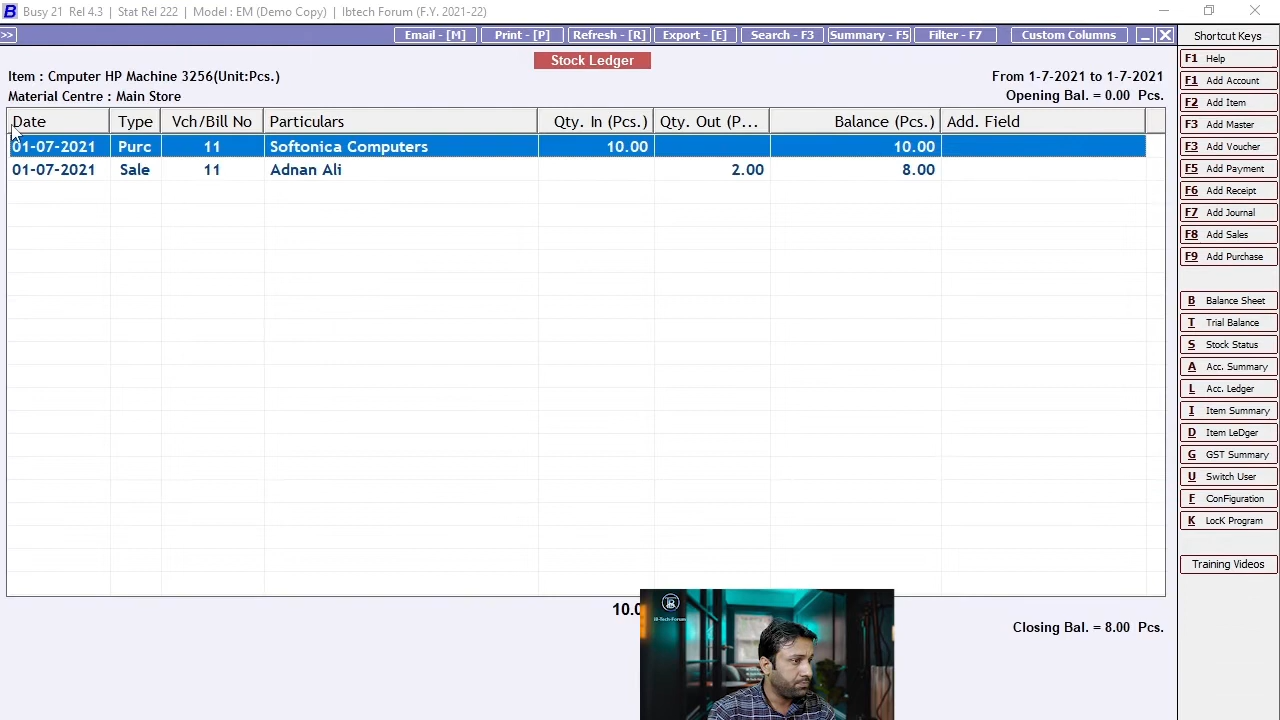 Busy 21 Rel 4.3 | Stat Rel 222 | Model : EM (Demo Copy) | Ibtech Forum (F.Y. 2021-22)
>> Email - [M] Print - [P] Refresh - [R] Export - [E] Search - F3 Summary - F5 Filter - F7 Custom Columns
Stock Ledger
Item : Cmputer HP Machine 3256(Unit:Pcs.) From 1-7-2021 to 1-7-2021
Material Centre : Main Store Opening Bal. = 0.00 Pcs.
Date Type Vch/Bill No Particulars Qty. In (Pcs.) Qty. Out (P... Balance (Pcs.) Add. Field
01-07-2021 Purc 11 Softonica Computers 10.00 10.00
01-07-2021 Sale 11 Adnan Ali 2.00 8.00
10.0
Closing Bal. = 8.00 Pcs.
IB-Tech-Forum
Shortcut Keys
F1 Help
F1 Add Account
F2 Add Item
F3 Add Master
F3 Add Voucher
F5 Add Payment
F6 Add Receipt
F7 Add Journal
F8 Add Sales
F9 Add Purchase
B Balance Sheet
T Trial Balance
S Stock Status
A Acc. Summary
L Acc. Ledger
I Item Summary
D Item LeDger
G GST Summary
U Switch User
F ConFiguration
K LocK Program
Training Videos